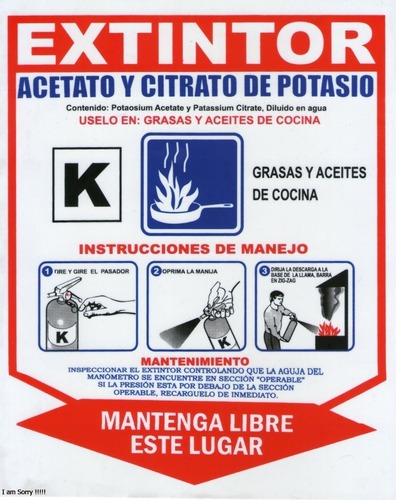 EXTINTOR
ACETATO Y CITRATO DE POTASIO
Contenido: Potaosium Acetate y Patassium Citrate, Diluido en agua
USELO EN: GRASAS Y ACEITES DE COCINA
K
GRASAS Y ACEITES
DE COCINA
INSTRUCCIONES DE MANEJO
1 TIRE Y GIRE EL PASADOR
K
2 OPRIMA LA MANIJA
K
3 DIRIJA LA DESCARGA A LA
BASE DE LA LLAMA, BARRA
EN ZIG-ZAG
MANTENIMIENTO
INSPECCIONAR EL EXTINTOR CONTROLANDO QUE LA AGUJA DEL
MANÓMETRO SE ENCUENTRE EN SECCIÓN "OPERABLE"
SI LA PRESIÓN ESTA POR DEBAJO DE LA SECCIÓN
OPERABLE, RECARGUELO DE INMEDIATO.
MANTENGA LIBRE
ESTE LUGAR
I am Sorry !!!!!